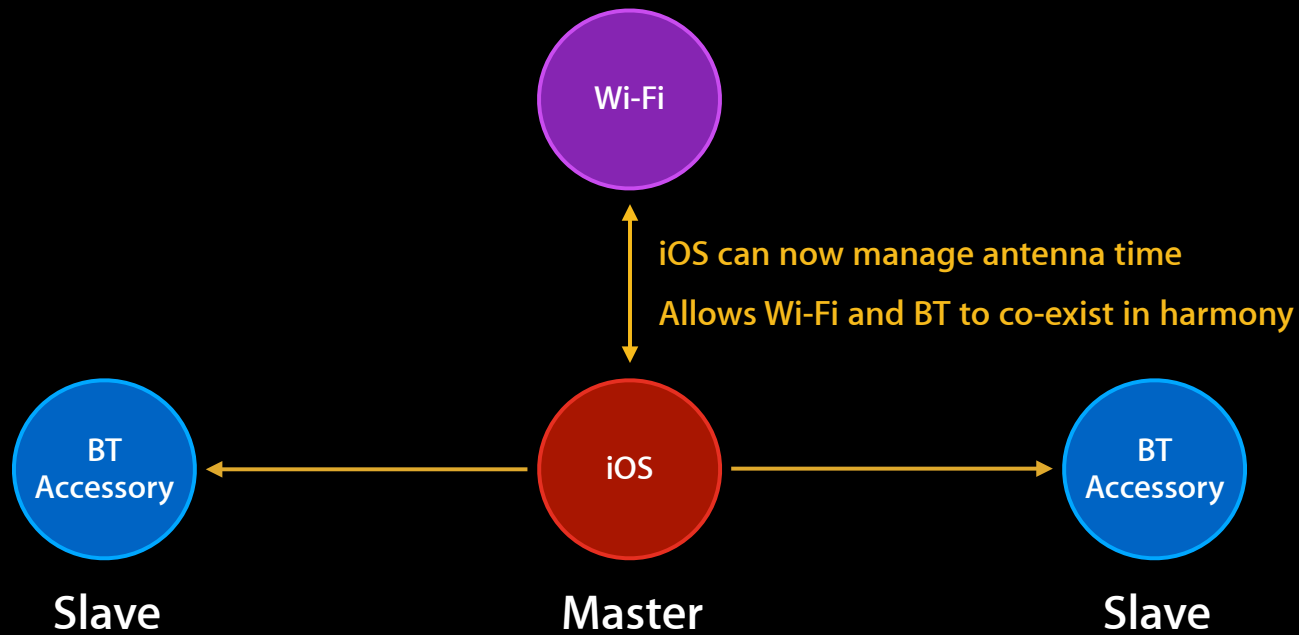 Wi-Fi
iOS can now manage antenna time
Allows Wi-Fi and BT to co-exist in harmony
BT
Accessory
iOS
BT
Accessory
Slave
Master
Slave